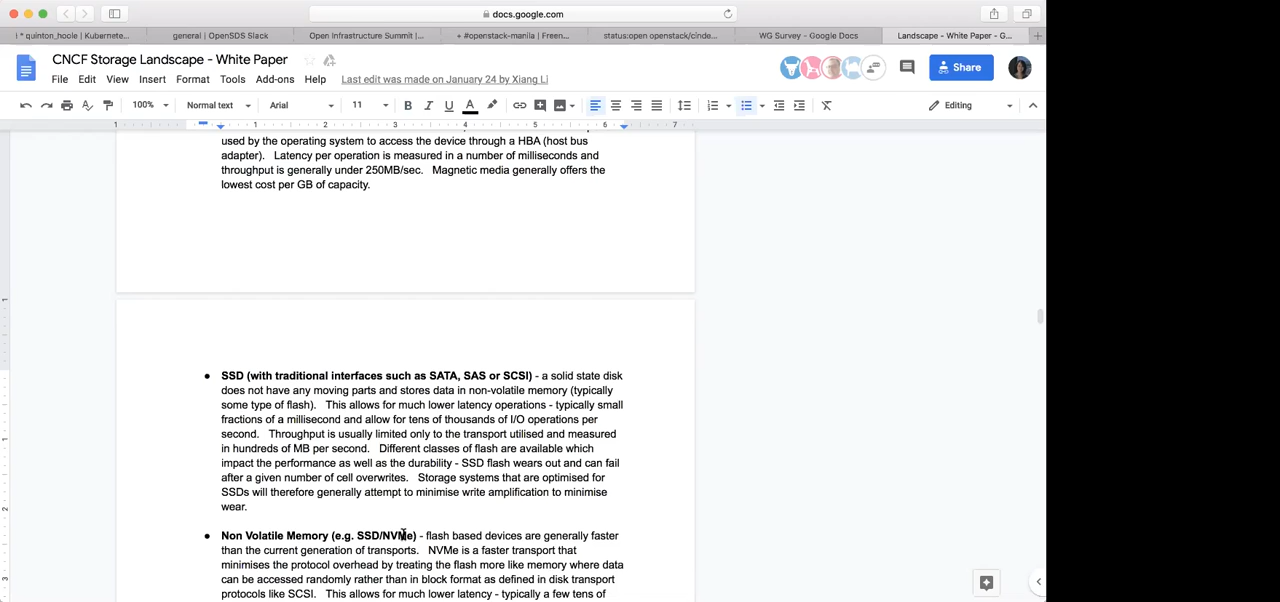 docs.google.com
* quinton_hoole | Kubernete...
general | OpenSDS Slack
Open Infrastructure Summit,|...
+ #openstack-manila | Freen...
status:open openstack/cinde...
WG Survey - Google Docs
Landscape - White Paper - G...
CNCF Storage Landscape - White Paper
File Edit View Insert Format Tools Add-ons Help Last edit was made on January 24 by Xiang Li
Share
100% Normal text Arial 11 B I U A Editing
1 1 2 3 4 5 6 7
used by the operating system to access the device through a HBA (host bus
adapter). Latency per operation is measured in a number of milliseconds and
throughput is generally under 250MB/sec. Magnetic media generally offers the
lowest cost per GB of capacity.
● SSD (with traditional interfaces such as SATA, SAS or SCSI) - a solid state disk
does not have any moving parts and stores data in non-volatile memory (typically
some type of flash). This allows for much lower latency operations - typically small
fractions of a millisecond and allow for tens of thousands of I/O operations per
second. Throughput is usually limited only to the transport utilised and measured
in hundreds of MB per second. Different classes of flash are available which
impact the performance as well as the durability - SSD flash wears out and can fail
after a given number of cell overwrites. Storage systems that are optimised for
SSDs will therefore generally attempt to minimise write amplification to minimise
wear.
● Non Volatile Memory (e.g. SSD/NVMe) - flash based devices are generally faster
than the current generation of transports. NVMe is a faster transport that
minimises the protocol overhead by treating the flash more like memory where data
can be accessed randomly rather than in block format as defined in disk transport
protocols like SCSI. This allows for much lower latency - typically a few tens of